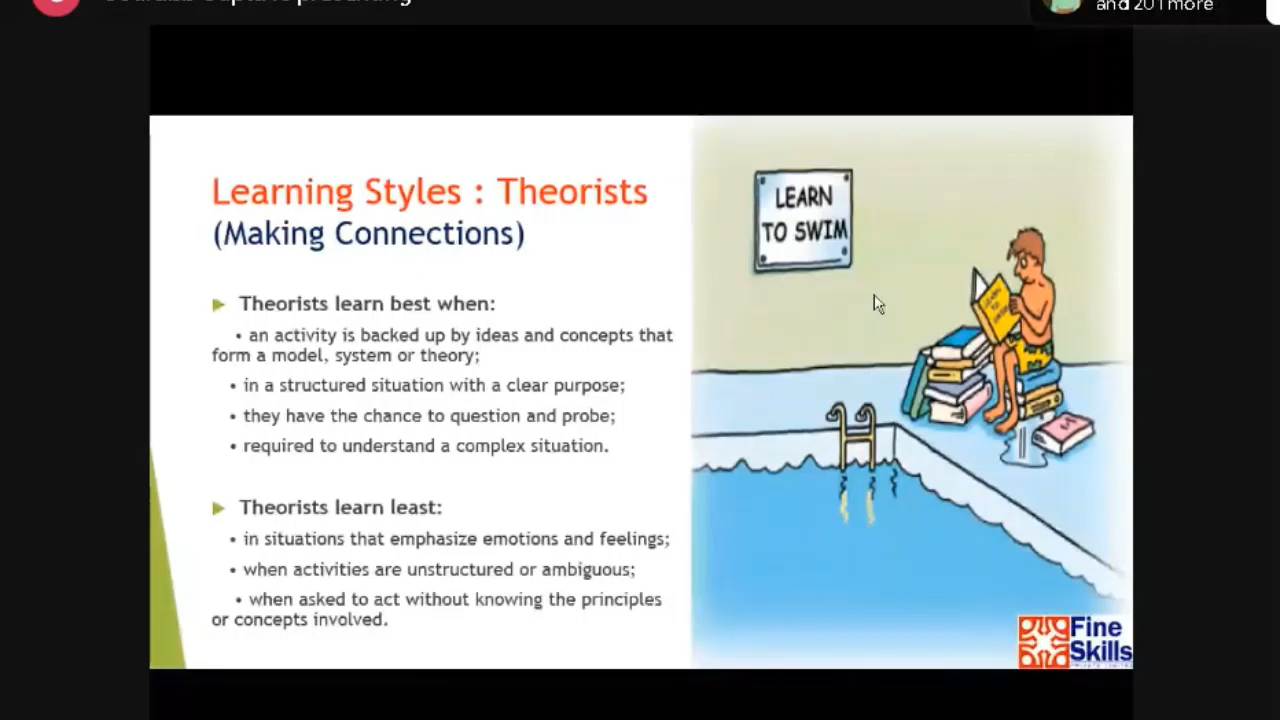 and 201 more
Learning Styles : Theorists
(Making Connections)
Theorists learn best when:
• an activity is backed up by ideas and concepts that
form a model, system or theory;
• in a structured situation with a clear purpose;
• they have the chance to question and probe;
• required to understand a complex situation.
Theorists learn least:
• in situations that emphasize emotions and feelings;
• when activities are unstructured or ambiguous;
• when asked to act without knowing the principles
or concepts involved.
LEARN
TO SWIM
LEARN
TO
SWIM
Fine
Skills